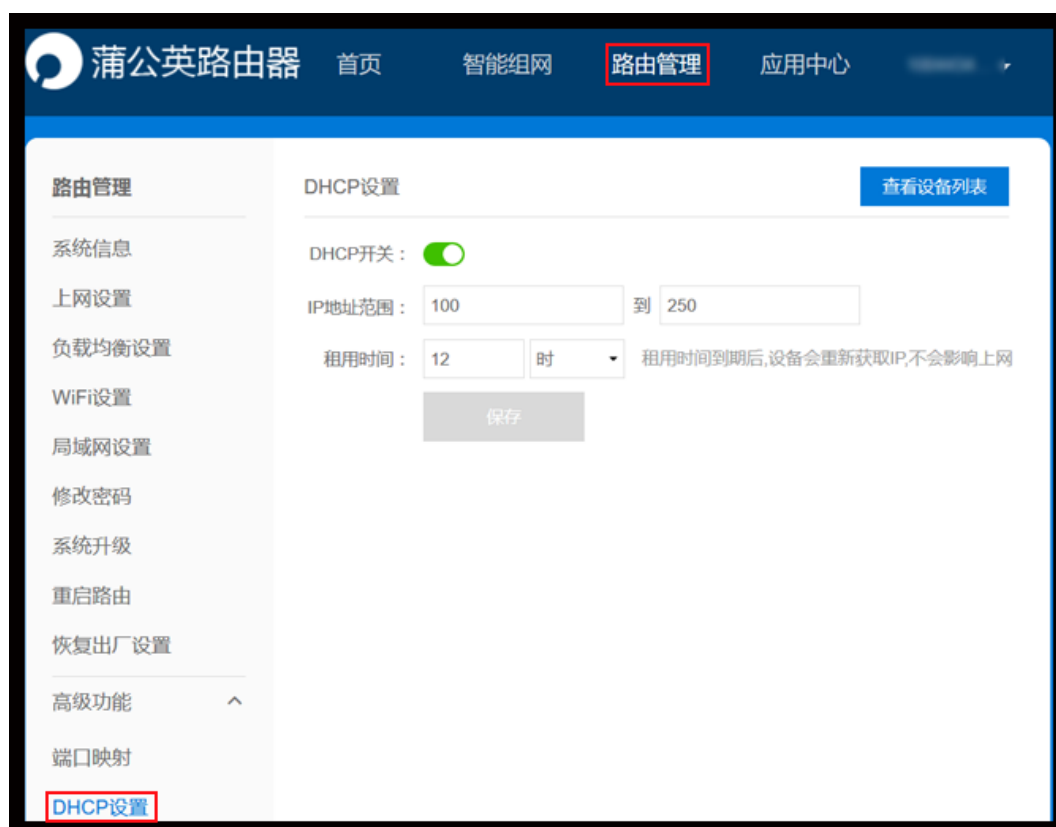 蒲公英路由器 首页 智能组网 路由管理 应用中心
路由管理
系统信息
上网设置
负载均衡设置
WiFi设置
局域网设置
修改密码
系统升级
重启路由
恢复出厂设置
高级功能
端口映射
DHCP设置
DHCP设置 查看设备列表
DHCP开关：
IP地址范围： 100 到 250
租用时间： 12 时 租用时间到期后,设备会重新获取IP,不会影响上网
保存